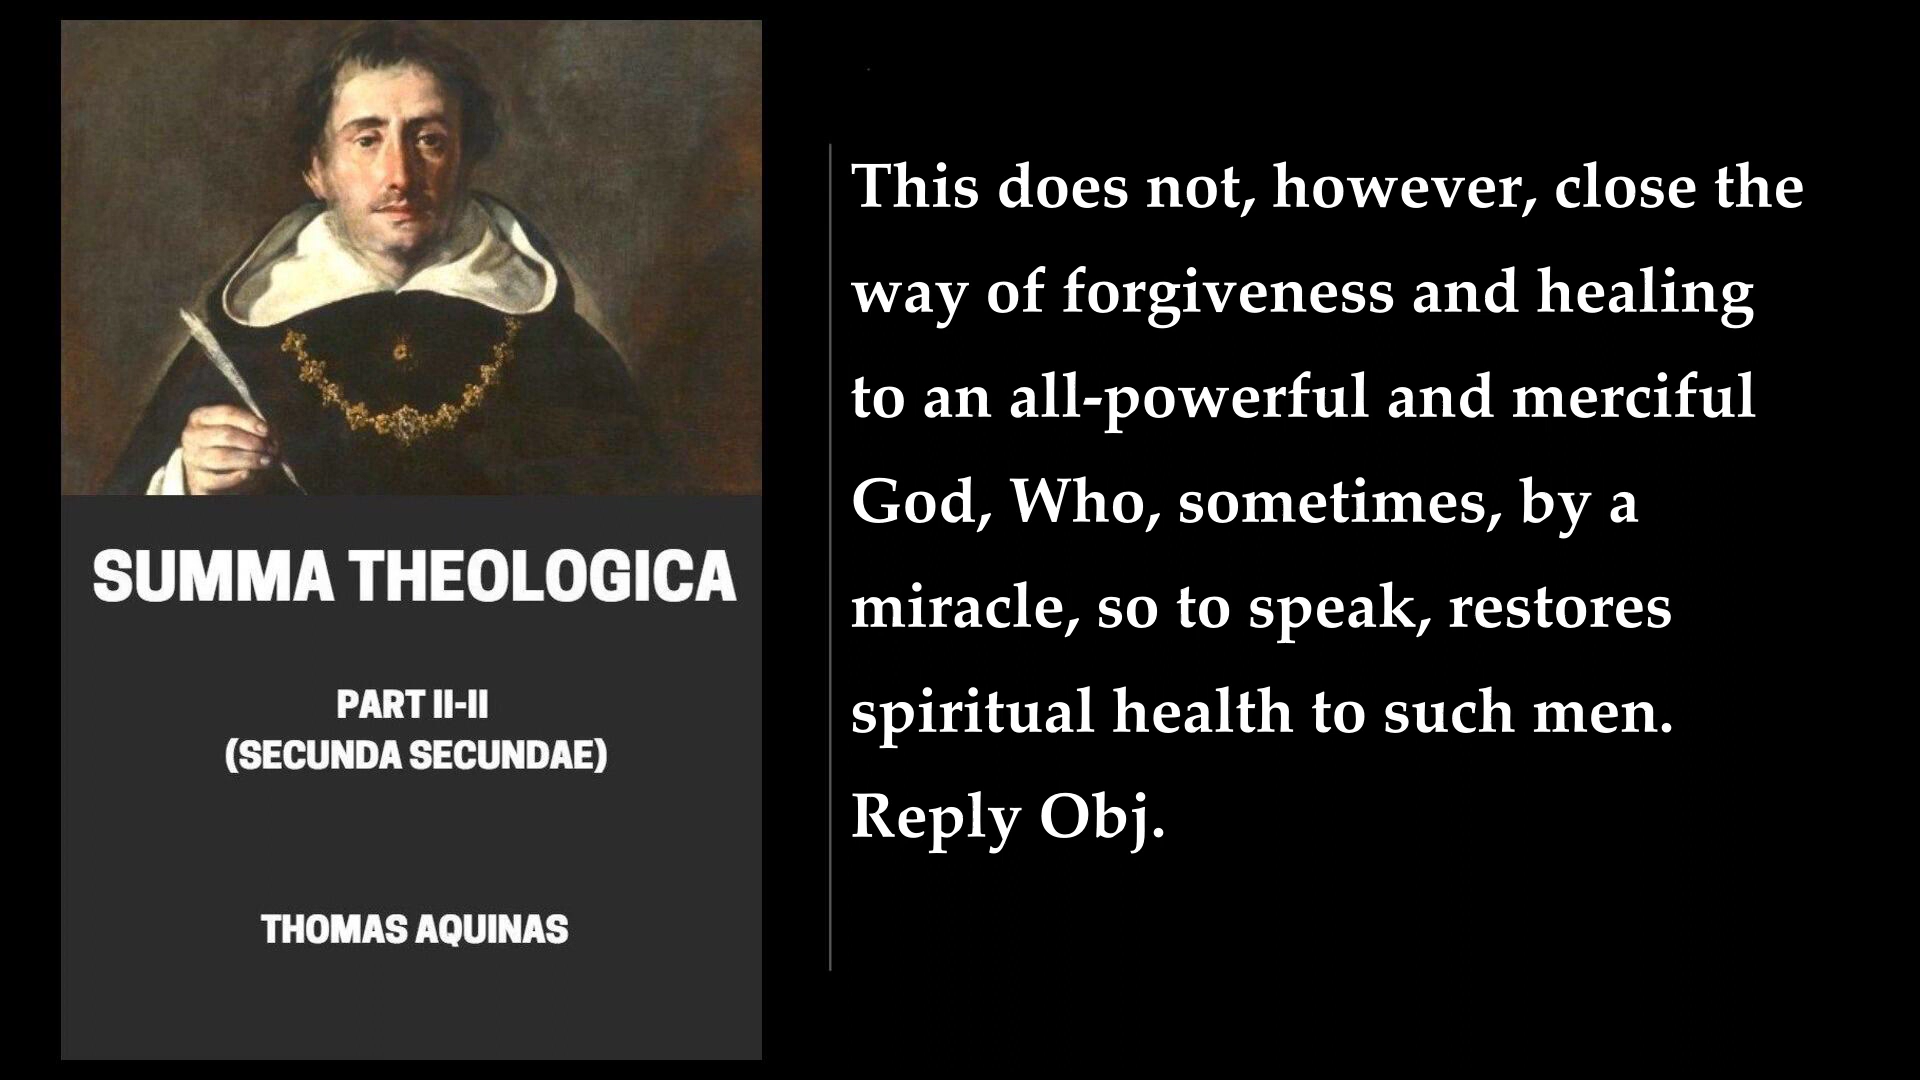 SUMMA THEOLOGICA
PART II-II
(SECUNDA SECUNDAE)
THOMAS AQUINAS
This does not, however, close the
way of forgiveness and healing
to an all-powerful and merciful
God, Who, sometimes, by a
miracle, so to speak, restores
spiritual health to such men.
Reply Obj.